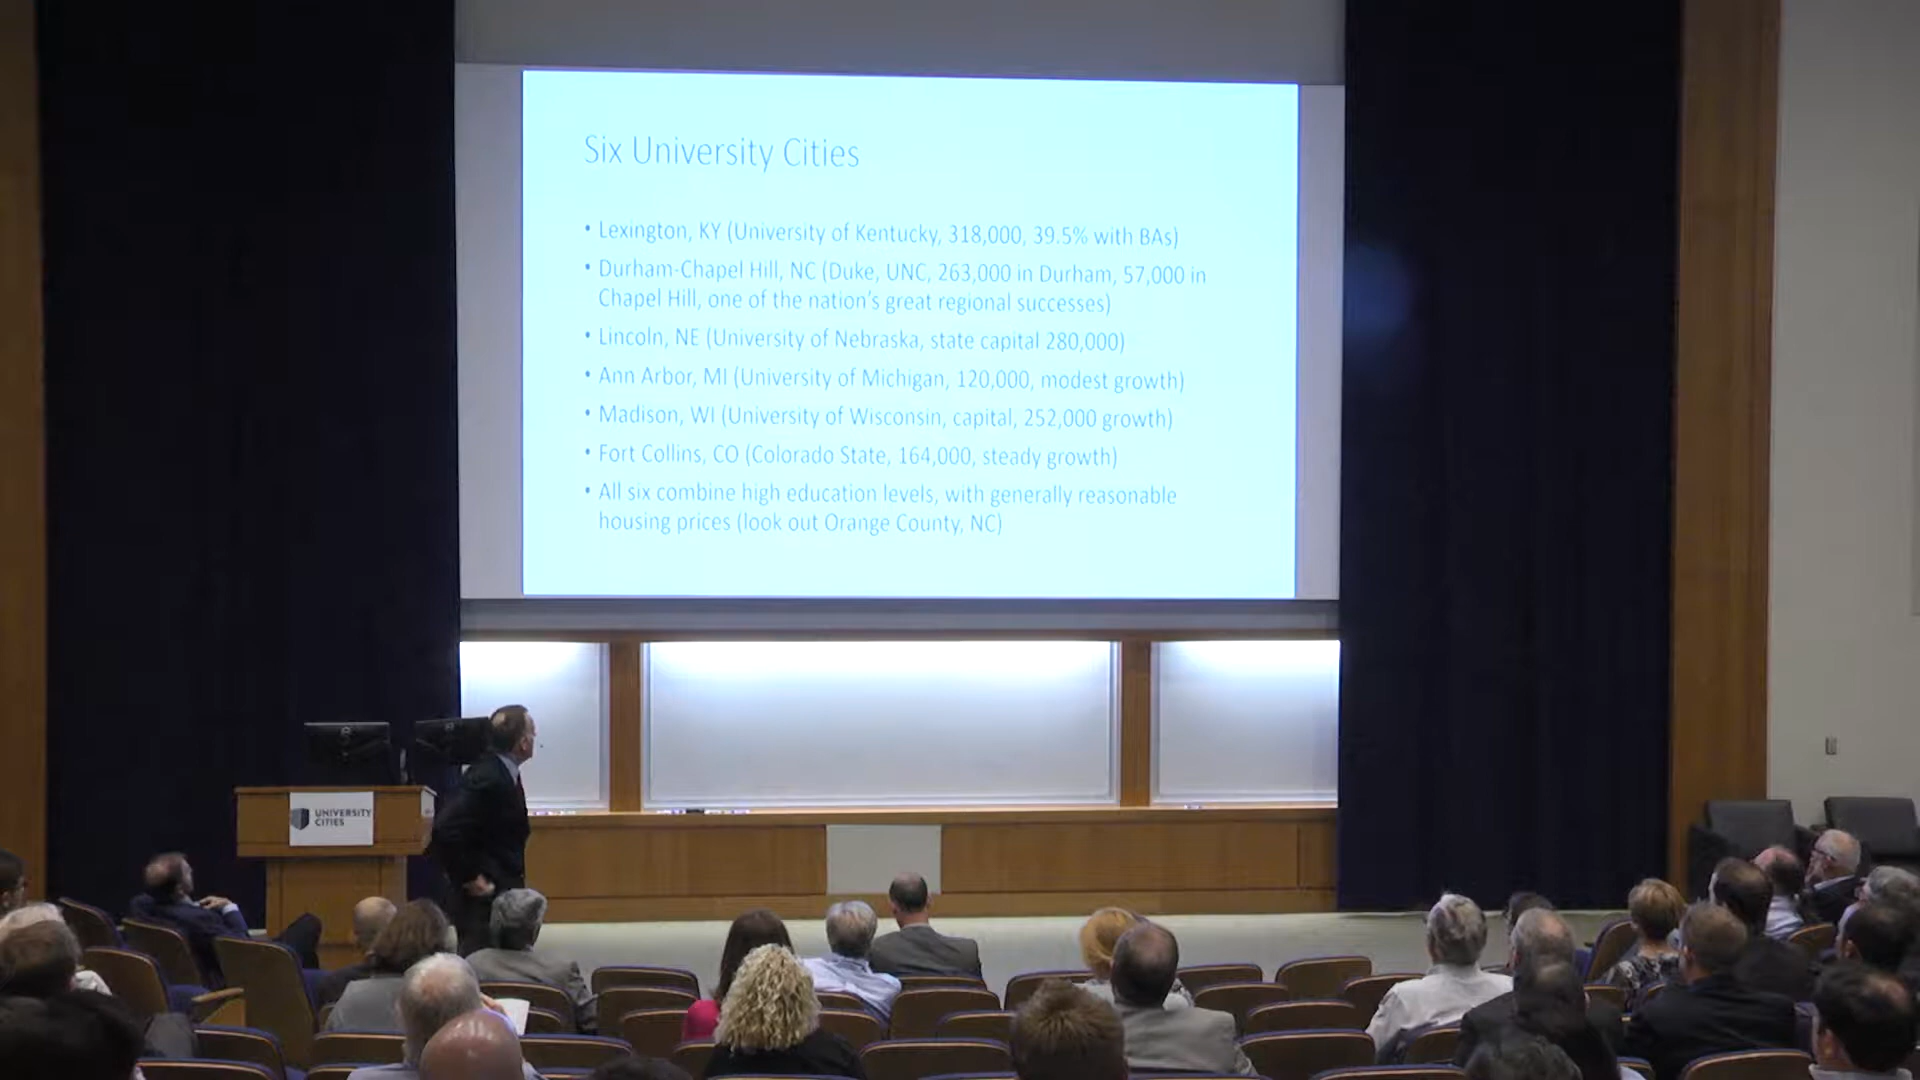 Six University Cities
• Lexington, KY (University of Kentucky, 318,000, 39.5% with BAs)
• Durham-Chapel Hill, NC (Duke, UNC, 263,000 in Durham, 57,000 in
Chapel Hill, one of the nation's great regional successes)
• Lincoln, NE (University of Nebraska, state capital 280,000)
• Ann Arbor, MI (University of Michigan, 120,000, modest growth)
• Madison, WI (University of Wisconsin, capital, 252,000 growth)
• Fort Collins, CO (Colorado State, 164,000, steady growth)
• All six combine high education levels, with generally reasonable
housing prices (look out Orange County, NC)
UNIVERSITY
CITIES